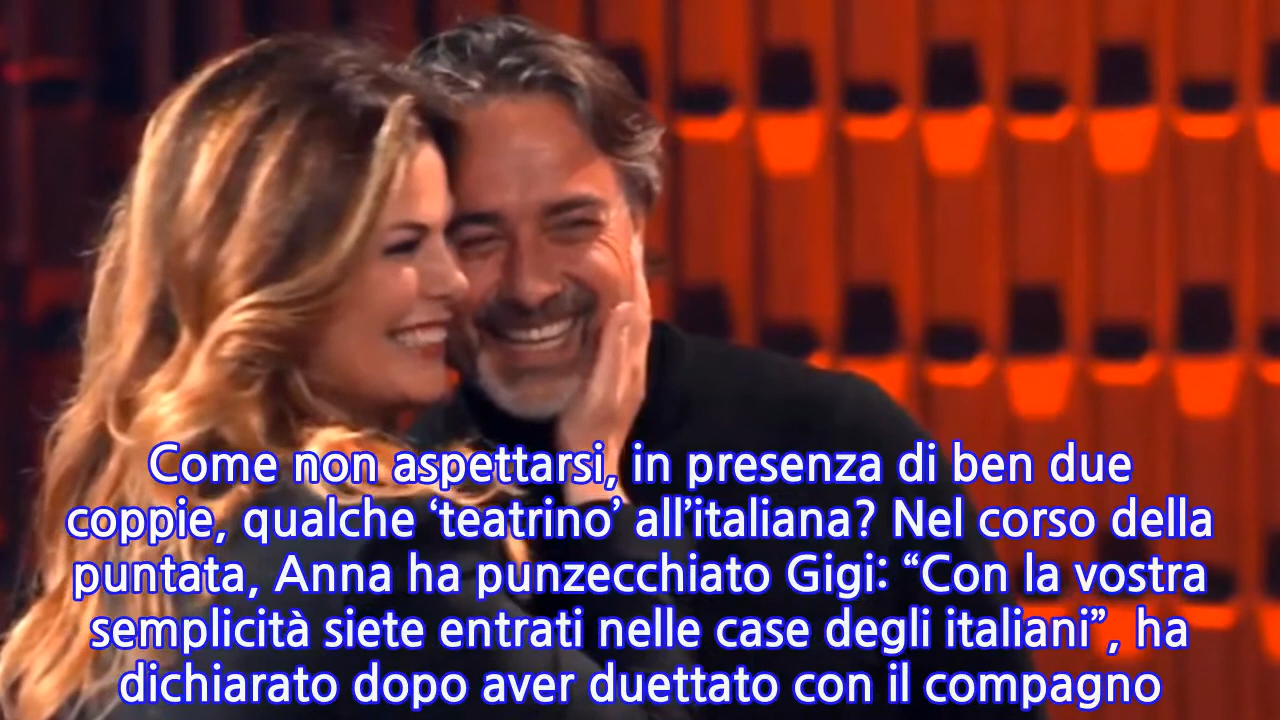 Come non aspettarsi, in presenza di ben due
coppie, qualche ‘teatrino’ all’italiana? Nel corso della
puntata, Anna ha punzecchiato Gigi: “Con la vostra
semplicità siete entrati nelle case degli italiani”, ha
dichiarato dopo aver duettato con il compagno